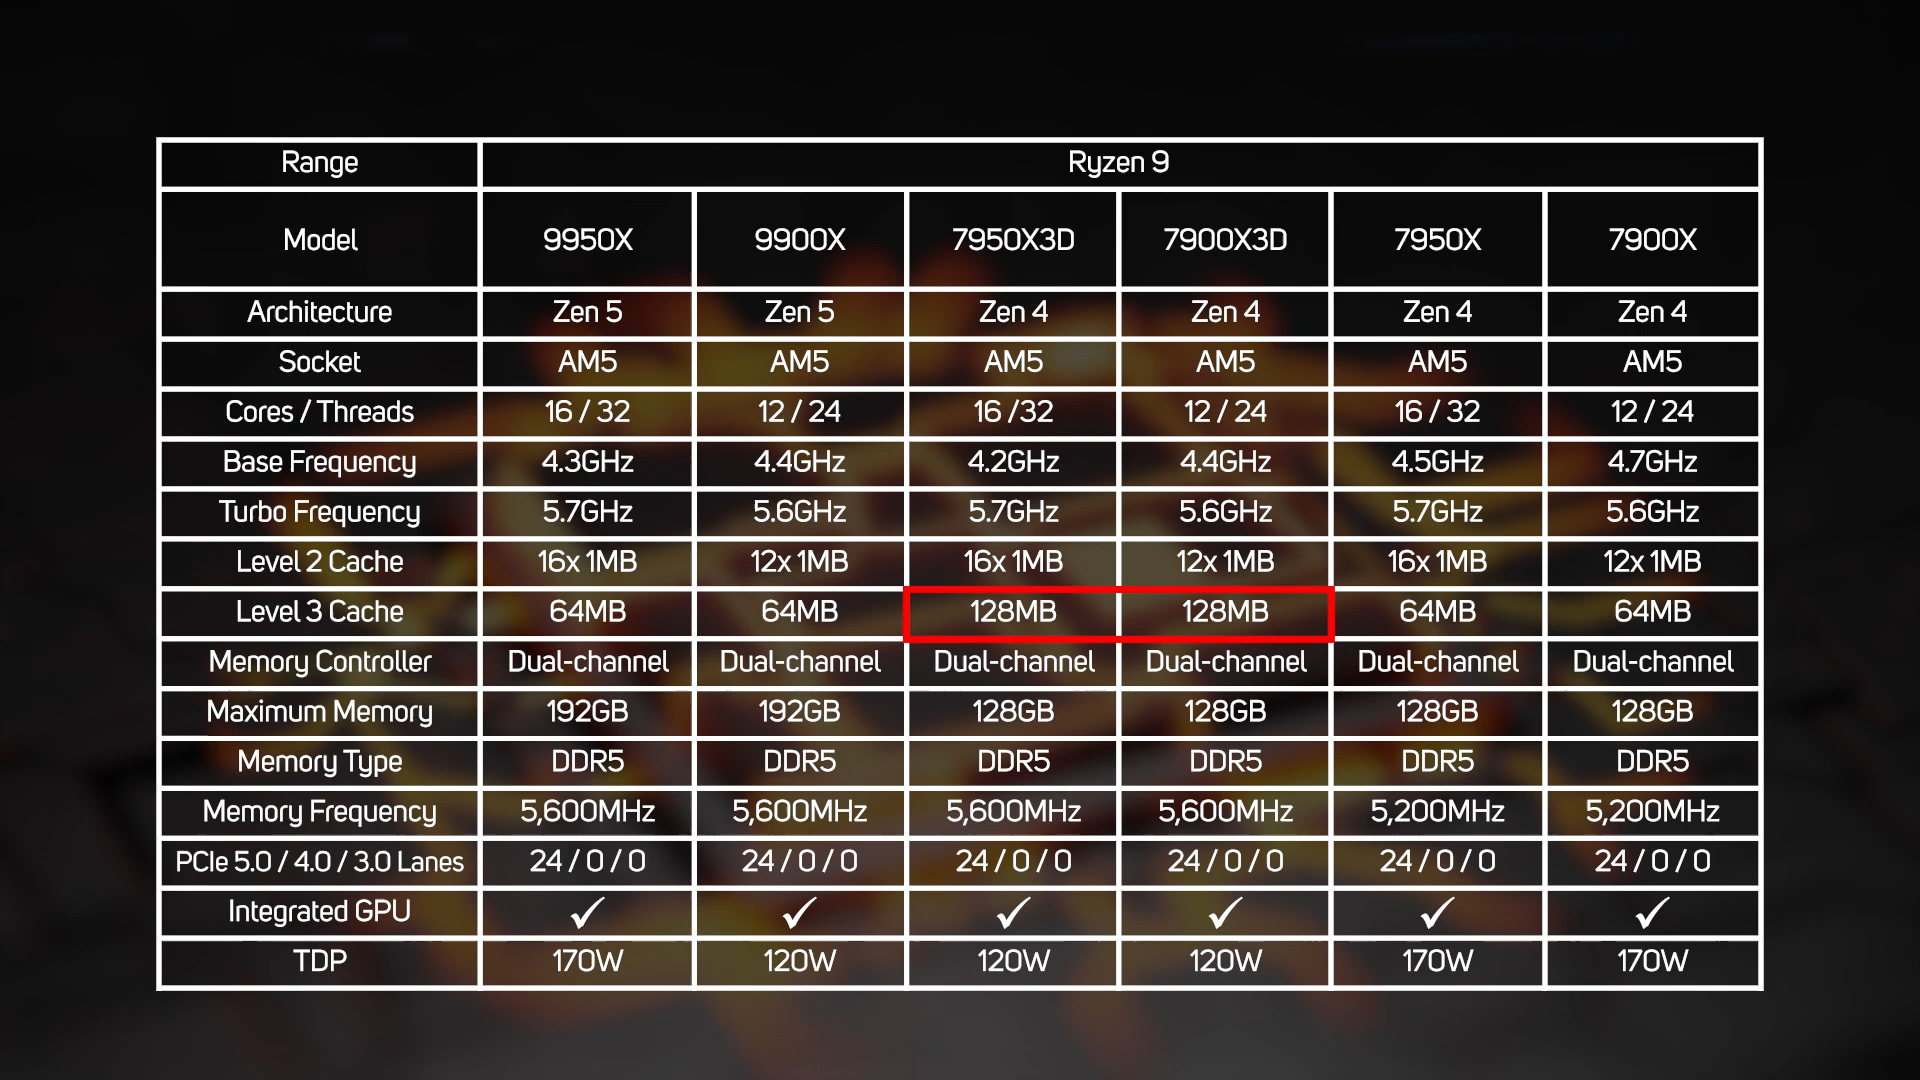 Range Ryzen 9
Model 9950X 9900X 7950X3D 7900X3D 7950X 7900X
Architecture Zen 5 Zen 5 Zen 4 Zen 4 Zen 4 Zen 4
Socket AM5 AM5 AM5 AM5 AM5 AM5
Cores / Threads 16 / 32 12 / 24 16 /32 12 / 24 16 / 32 12 / 24
Base Frequency 4.3GHz 4.4GHz 4.2GHz 4.4GHz 4.5GHz 4.7GHz
Turbo Frequency 5.7GHz 5.6GHz 5.7GHz 5.6GHz 5.7GHz 5.6GHz
Level 2 Cache 16x 1MB 12x 1MB 16x 1MB 12x 1MB 16x 1MB 12x 1MB
Level 3 Cache 64MB 64MB 128MB 128MB 64MB 64MB
Memory Controller Dual-channel Dual-channel Dual-channel Dual-channel Dual-channel Dual-channel
Maximum Memory 192GB 192GB 128GB 128GB 128GB 128GB
Memory Type DDR5 DDR5 DDR5 DDR5 DDR5 DDR5
Memory Frequency 5,600MHz 5,600MHz 5,600MHz 5,600MHz 5,200MHz 5,200MHz
PCIe 5.0 / 4.0 / 3.0 Lanes 24 / 0 / 0 24 / 0 / 0 24 / 0 / 0 24 / 0 / 0 24 / 0 / 0 24 / 0 / 0
Integrated GPU ✓ ✓ ✓ ✓ ✓ ✓
TDP 170W 120W 120W 120W 170W 170W